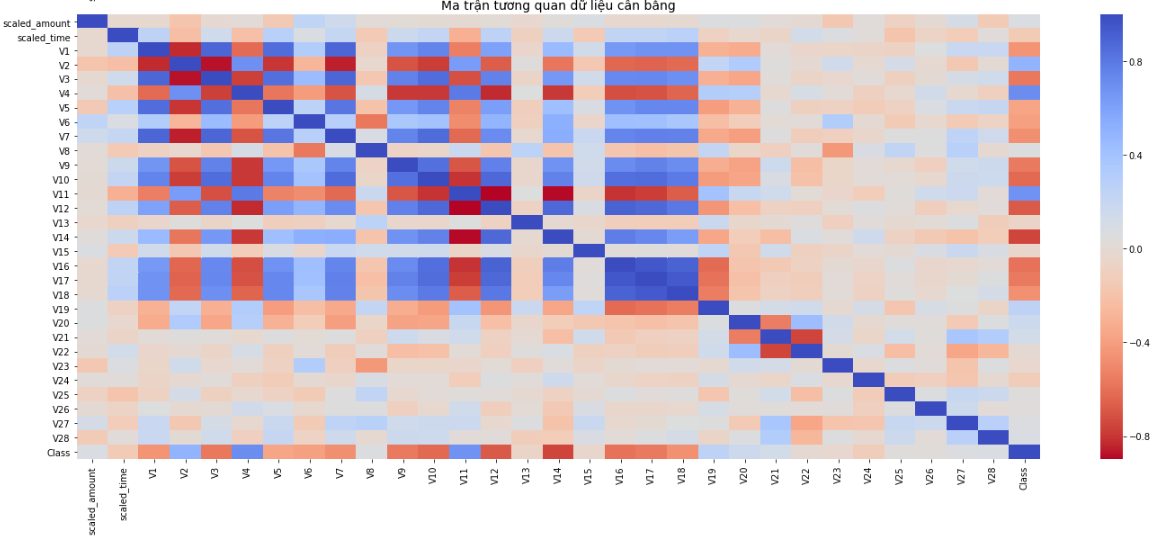 Ma trận tương quan dữ liệu cân bằng
scaled_amount
scaled_time
V1
V2
V3
V4
V5
V6
V7
V8
V9
V10
V11
V12
V13
V14
V15
V16
V17
V18
V19
V20
V21
V22
V23
V24
V25
V26
V27
V28
Class
scaled_amount
scaled_time
V1
V2
V3
V4
V5
V6
V7
V8
V9
V10
V11
V12
V13
V14
V15
V16
V17
V18
V19
V20
V21
V22
V23
V24
V25
V26
V27
V28
Class
0.8
0.4
0.0
−0.4
−0.8